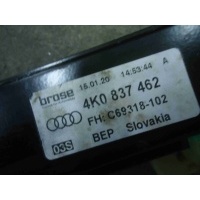 brose 15.01.20 14:53:44 A
4K0 837 462
FH: C69318-102
03S BEP Slovakia